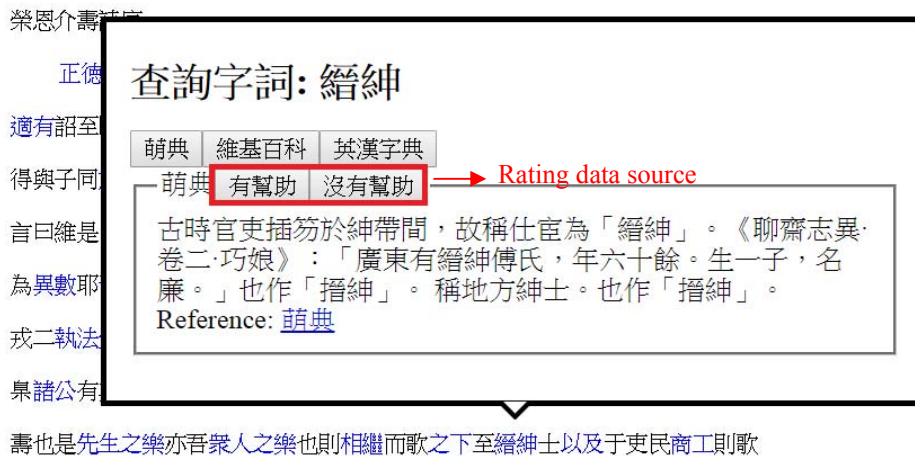 榮恩介壽
正德
適有詔至
得與子同
言曰維是
為異數耶
戎二執法
臬諸公有
查詢字詞: 縉紳
萌典 維基百科 英漢字典
萌典 有幫助 沒有幫助 Rating data source
古時官吏插笏於紳帶間，故稱仕宦為「縉紳」。《聊齋志異·
卷二·巧娘》：「廣東有縉紳傅氏，年六十餘。生一子，名
廉。」也作「搢紳」。 稱地方紳士。也作「搢紳」。
Reference: 萌典
壽也是先生之樂亦吾衆人之樂也則相繼而歌之下至縉紳士以及于吏民商工則歌